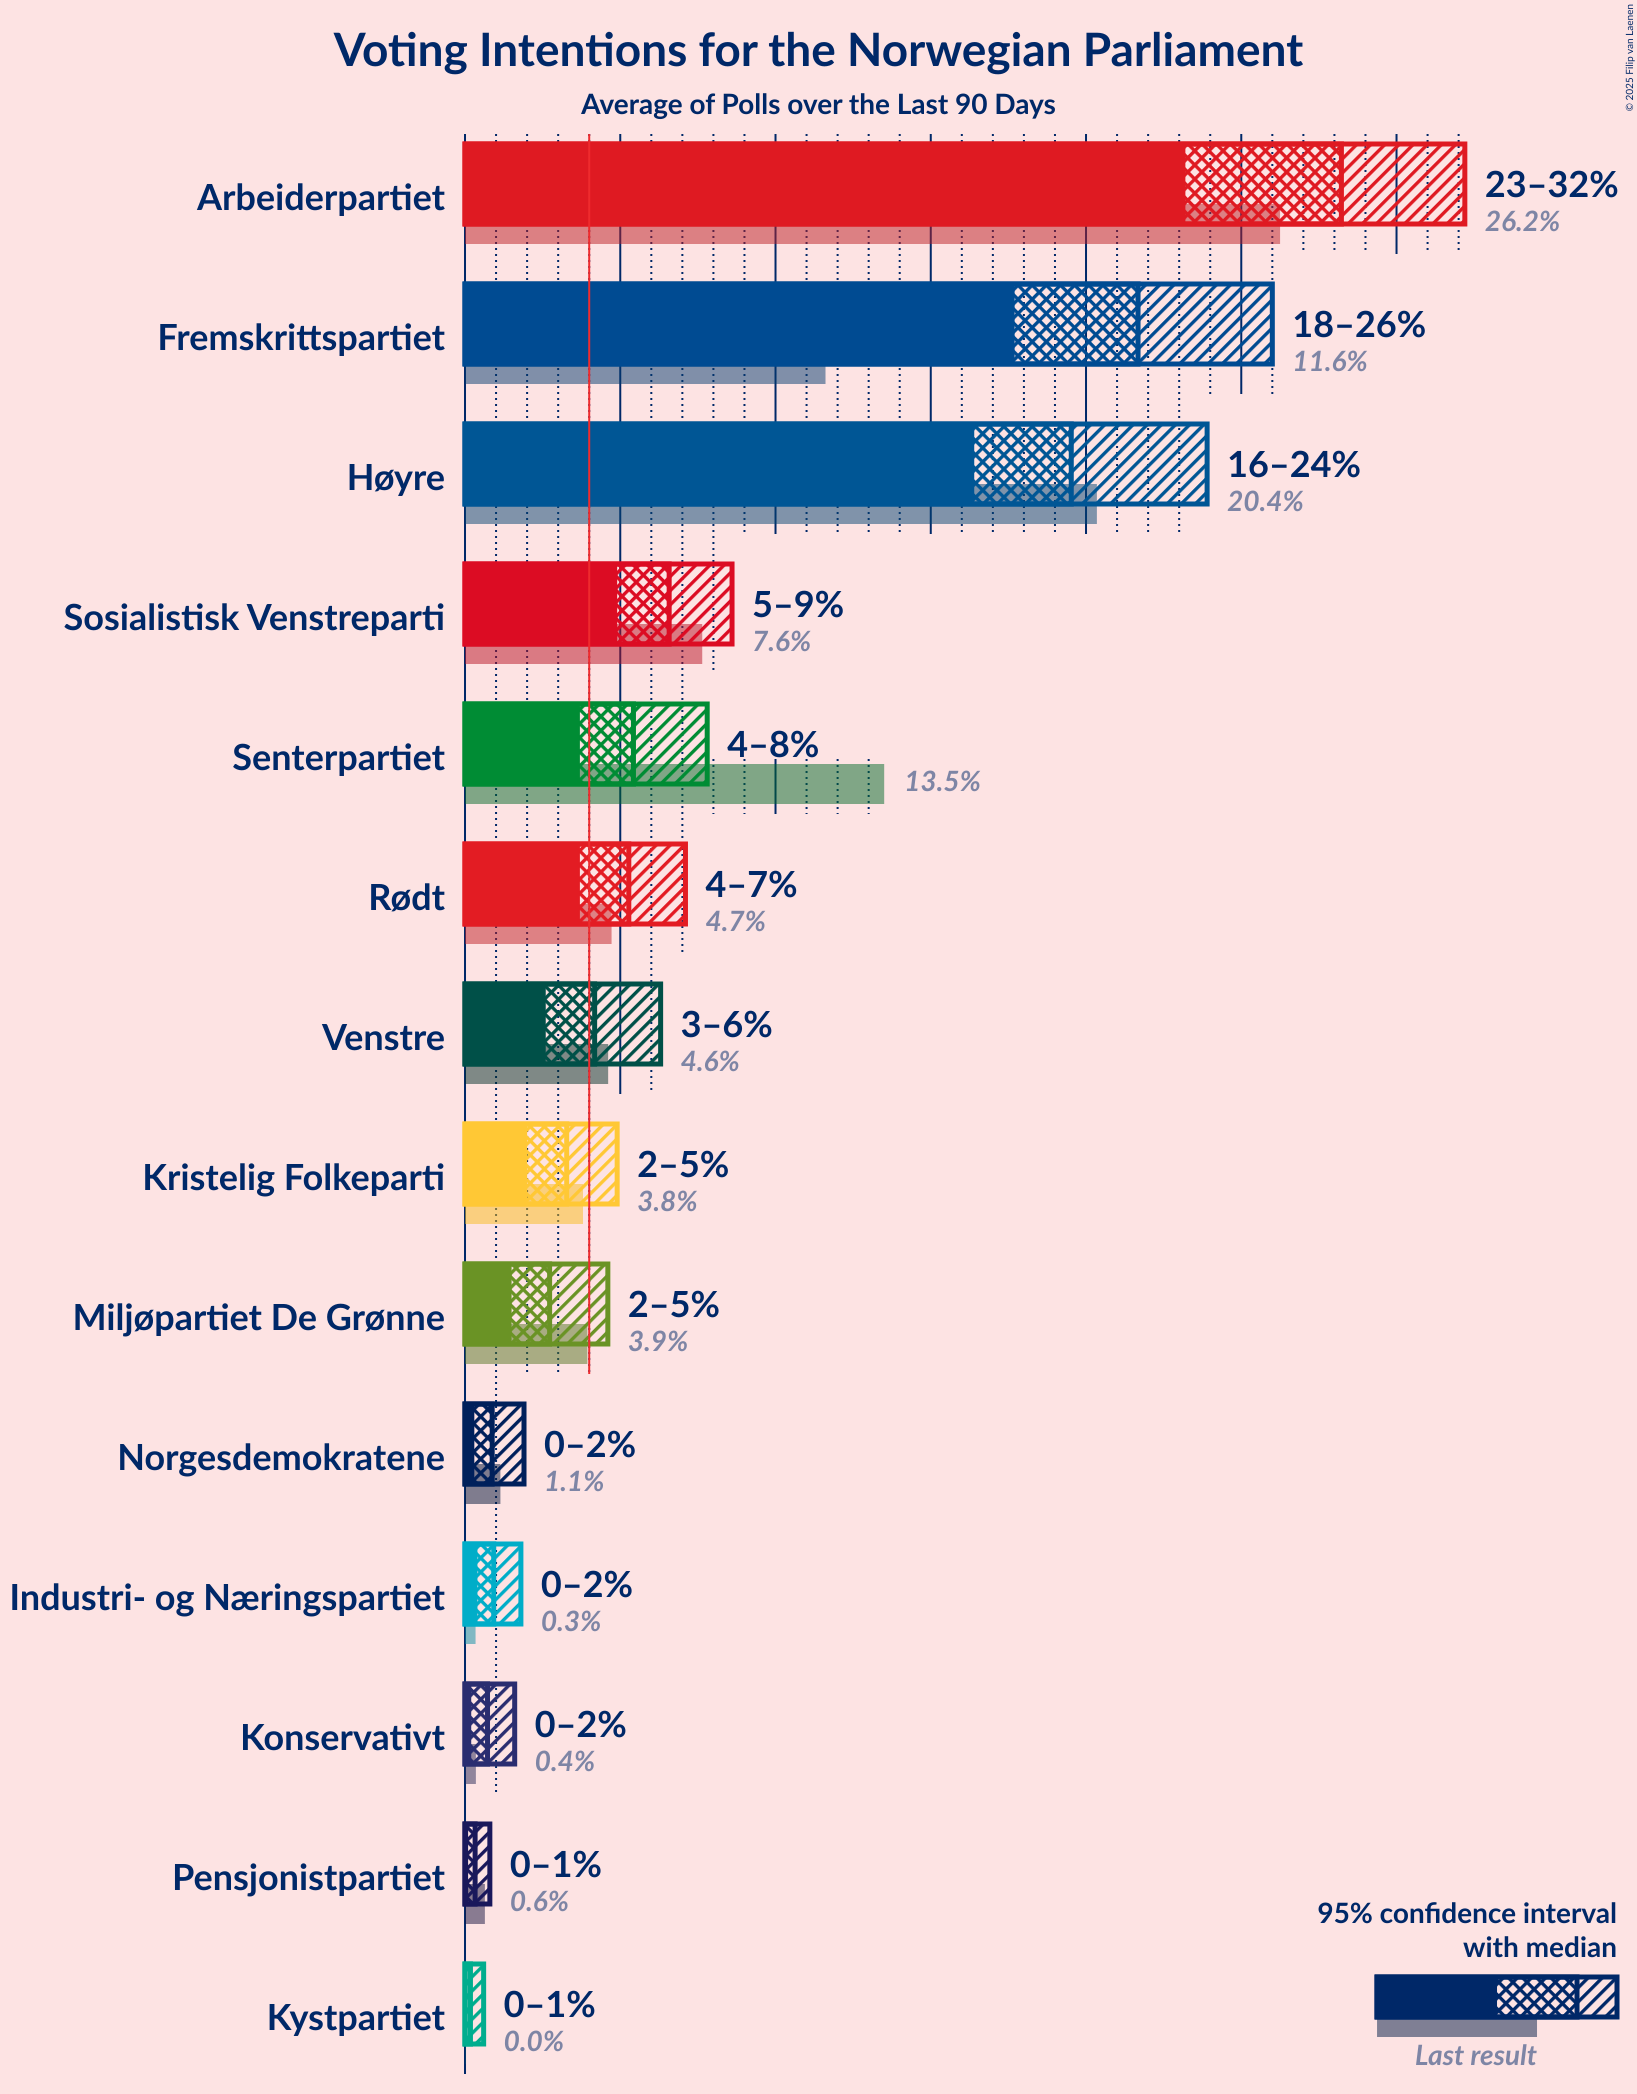 Voting Intentions for the Norwegian Parliament
Average of Polls over the Last 90 Days
© 2025 Filip van Laenen
Arbeiderpartiet
23–32%
26.2%
Fremskrittspartiet
18–26%
11.6%
Høyre
16–24%
20.4%
Sosialistisk Venstreparti
5–9%
7.6%
Senterpartiet
4–8%
13.5%
Rødt
4–7%
4.7%
Venstre
3–6%
4.6%
Kristelig Folkeparti
2–5%
3.8%
Miljøpartiet De Grønne
2–5%
3.9%
Norgesdemokratene
0–2%
1.1%
Industri- og Næringspartiet
0–2%
0.3%
Konservativt
0–2%
0.4%
Pensjonistpartiet
0–1%
0.6%
Kystpartiet
0–1%
0.0%
95% confidence interval
with median
Last result